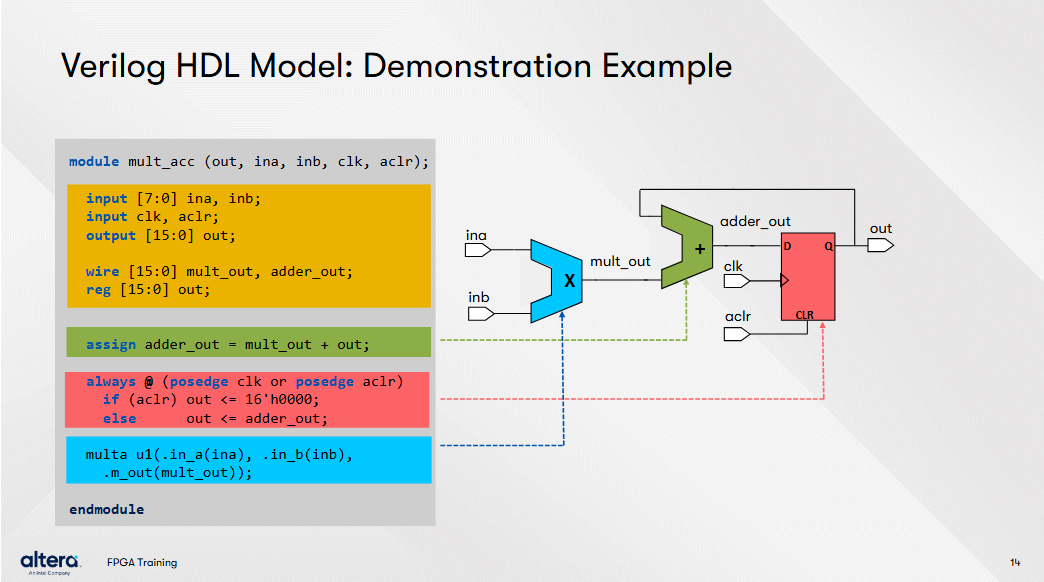 Verilog HDL Model: Demonstration Example
module mult_acc (out, ina, inb, clk, aclr);
input [7:0] ina, inb;
input clk, aclr;
output [15:0] out;
wire [15:0] mult_out, adder_out;
reg [15:0] out;
assign adder_out = mult_out + out;
always @ (posedge clk or posedge aclr)
if (aclr) out <= 16'h0000;
else out <= adder_out;
multa u1(.in_a(ina), .in_b(inb),
.m_out(mult_out));
endmodule
ina
inb
X
mult_out
+
adder_out
clk
aclr
D
Q
CLR
out
altera
An Intel Company
FPGA Training
14